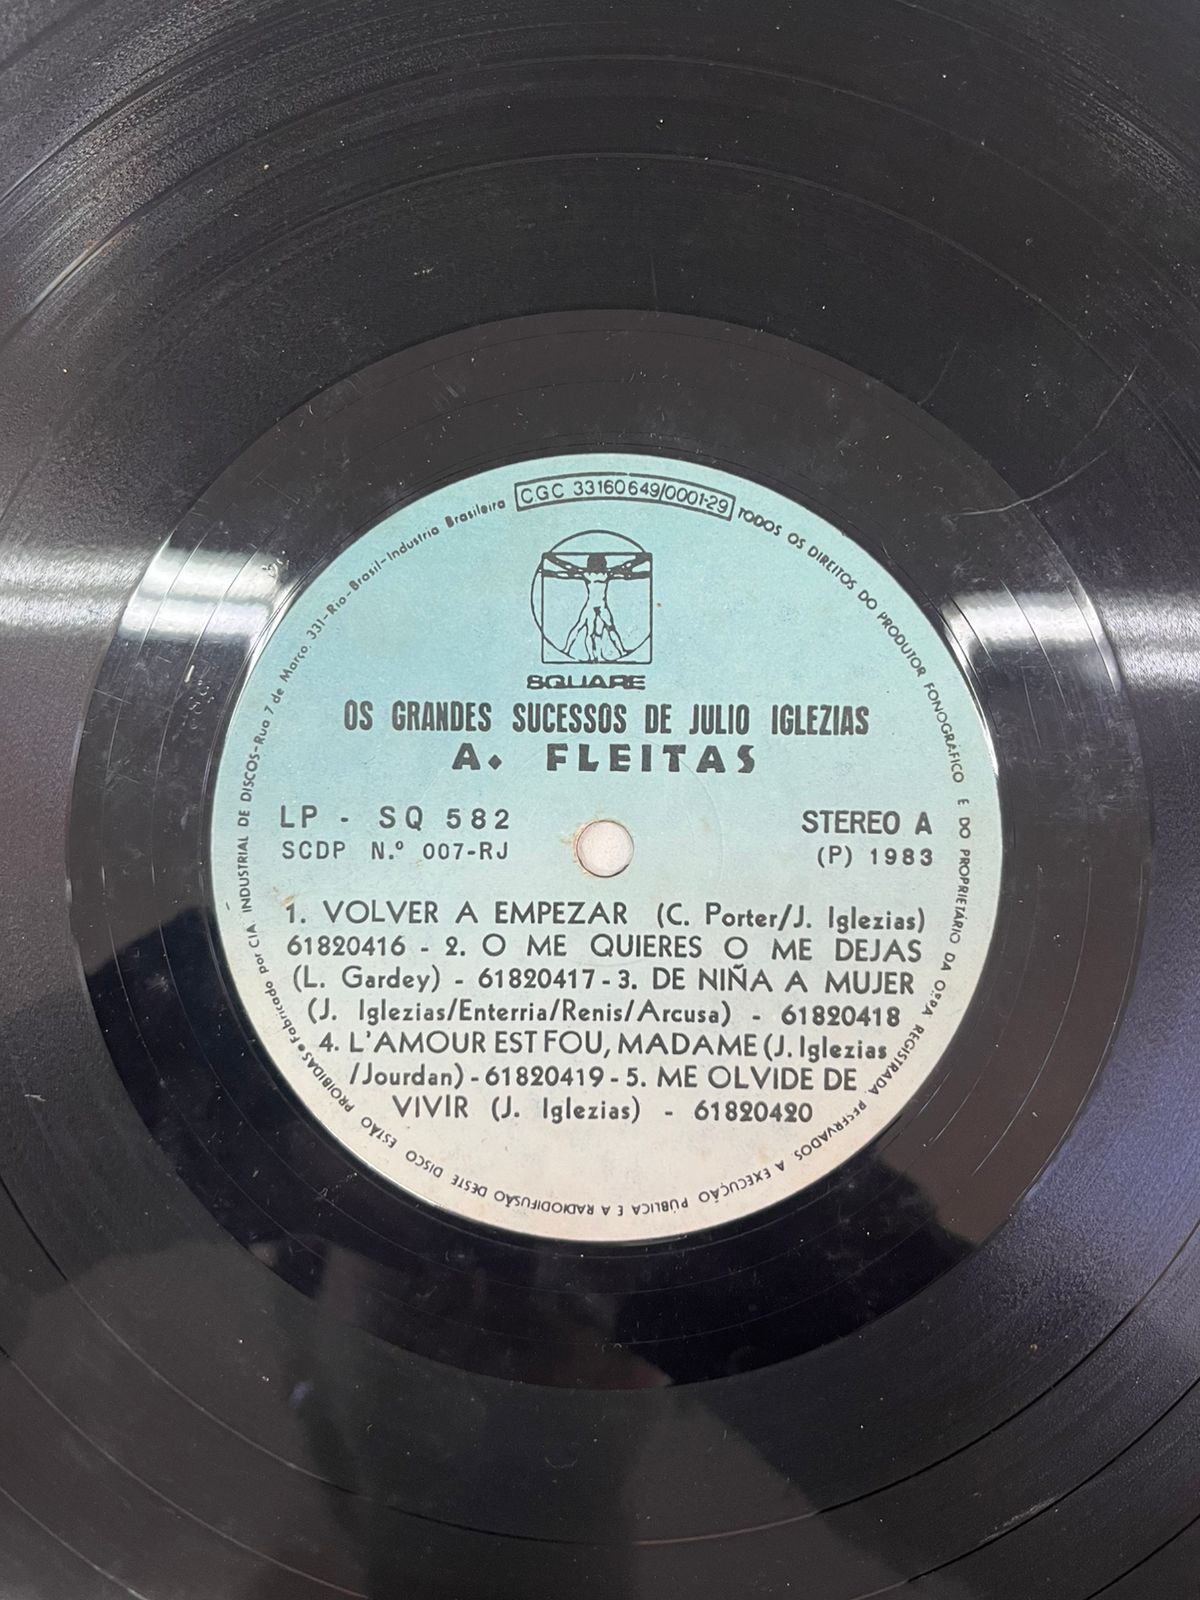 CGC 33160649/0001-29
TODOS OS DIREITOS DO PRODUTOR FONOGRÁFICO E DO PROPRIETÁRIO DA OBRA REGISTRADA, RESERVADOS. A EXECUÇÃO PÚBLICA E A RADIODIFUSÃO DESTE DISCO ESTÃO PROIBIDAS • Fabricado por CIA INDUSTRIAL DE DISCOS-Rua 7 de Março, 331-Rio-Brasil-Industria Brasileira
SQUARE
OS GRANDES SUCESSOS DE JULIO IGLEZIAS
A. FLEITAS
LP - SQ 582
SCDP N.º 007-RJ
STEREO A
(P) 1983
1. VOLVER A EMPEZAR (C. Porter/J. Iglezias)
61820416 - 2. O ME QUIERES O ME DEJAS
(L. Gardey) - 61820417 - 3. DE NIÑA A MUJER
(J. Iglezias/Enterria/Renis/Arcusa) - 61820418
4. L'AMOUR EST FOU, MADAME (J. Iglezias
/Jourdan) - 61820419 - 5. ME OLVIDE DE
VIVIR (J. Iglezias) - 61820420